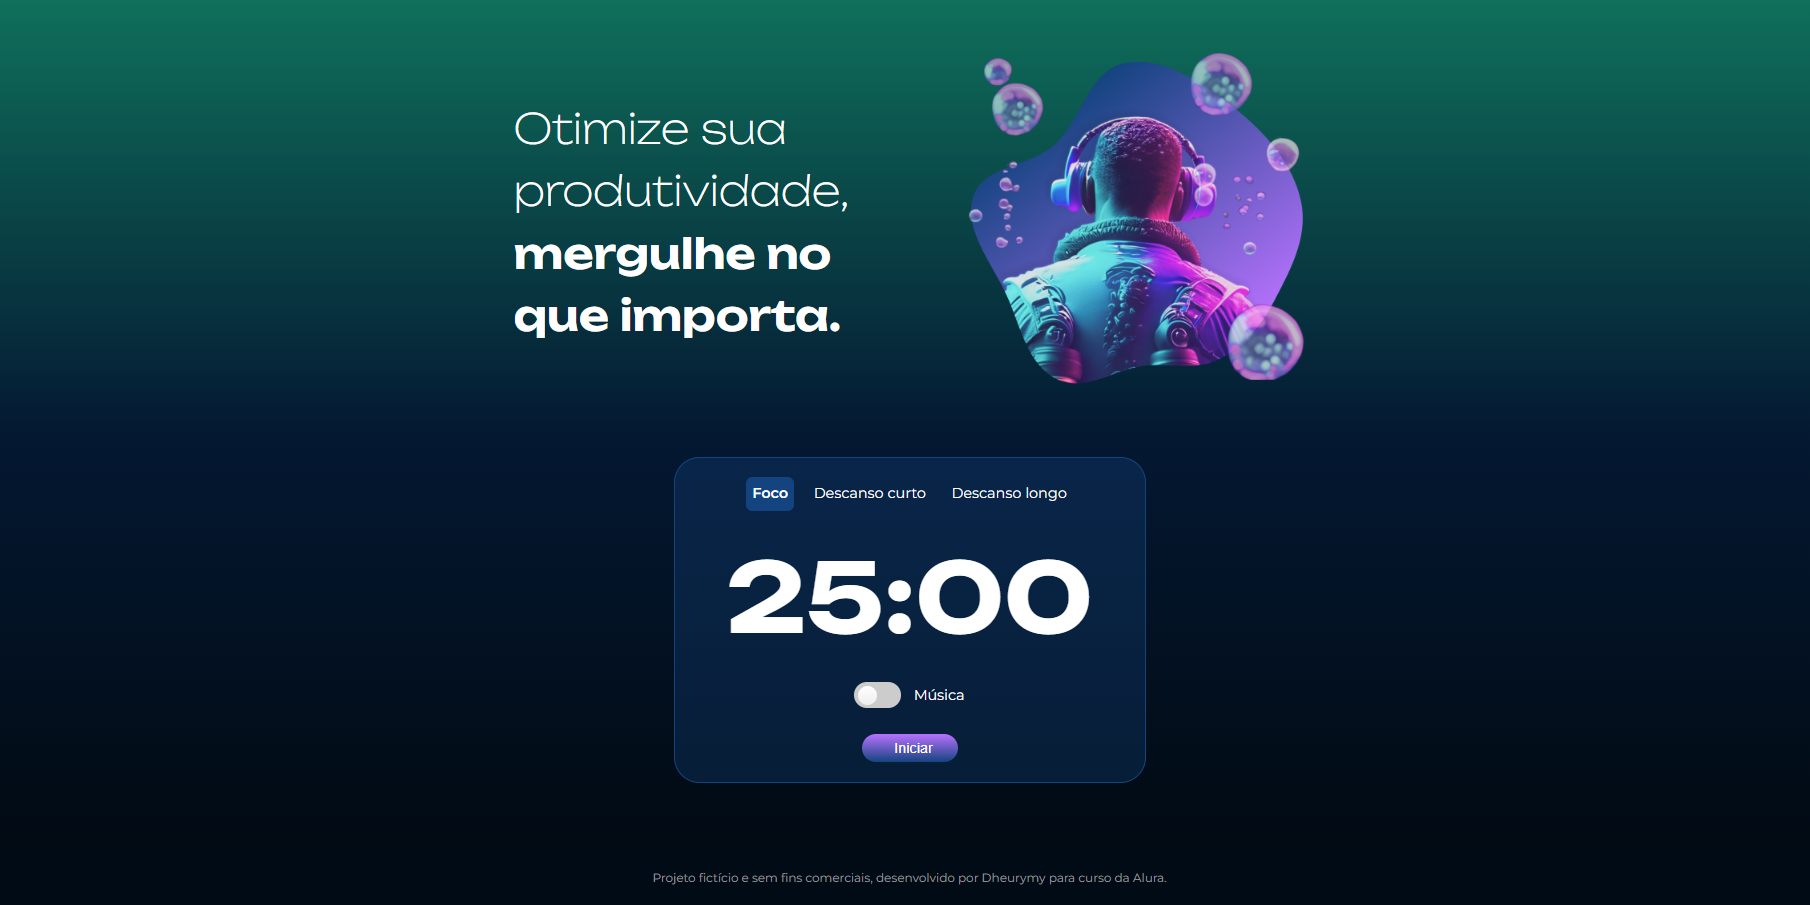 Otimize sua
produtividade,
mergulhe no
que importa.
Foco Descanso curto Descanso longo
25:00
Música
Iniciar
Projeto fictício e sem fins comerciais, desenvolvido por Dheurymy para curso da Alura.